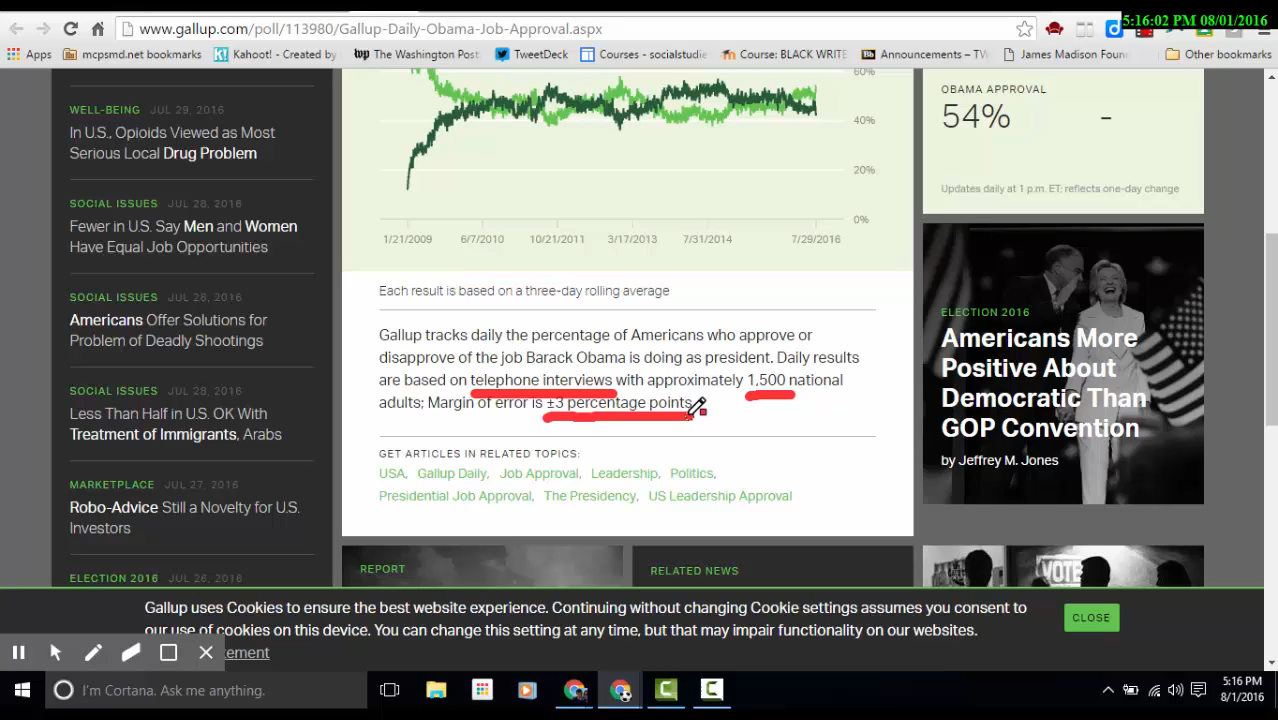 www.gallup.com/poll/113980/Gallup-Daily-Obama-Job-Approval.aspx
5:16:02 PM 08/01/2016
Apps
mcpsmd.net bookmarks
Kahoot! - Created by
The Washington Post
TweetDeck
Courses - socialstudie
Course: BLACK WRITE
Announcements – TW
James Madison Foun
Other bookmarks
WELL-BEING JUL 29, 2016
In U.S., Opioids Viewed as Most
Serious Local Drug Problem
SOCIAL ISSUES JUL 28, 2016
Fewer in U.S. Say Men and Women
Have Equal Job Opportunities
SOCIAL ISSUES JUL 28, 2016
Americans Offer Solutions for
Problem of Deadly Shootings
SOCIAL ISSUES JUL 28, 2016
Less Than Half in U.S. OK With
Treatment of Immigrants, Arabs
MARKETPLACE JUL 27, 2016
Robo-Advice Still a Novelty for U.S.
Investors
ELECTION 2016 JUL 26, 2016
60%
40%
20%
0%
1/21/2009 6/7/2010 10/21/2011 3/17/2013 7/31/2014 7/29/2016
Each result is based on a three-day rolling average
Gallup tracks daily the percentage of Americans who approve or
disapprove of the job Barack Obama is doing as president. Daily results
are based on telephone interviews with approximately 1,500 national
adults; Margin of error is ±3 percentage points.
GET ARTICLES IN RELATED TOPICS:
USA, Gallup Daily, Job Approval, Leadership, Politics,
Presidential Job Approval, The Presidency, US Leadership Approval
REPORT
RELATED NEWS
OBAMA APPROVAL
54% -
Updates daily at 1 p.m. ET; reflects one-day change
ELECTION 2016
Americans More
Positive About
Democratic Than
GOP Convention
by Jeffrey M. Jones
VOTE
Gallup uses Cookies to ensure the best website experience. Continuing without changing Cookie settings assumes you consent to
our use of cookies on this device. You can change this setting at any time, but that may impair functionality on our websites.
tement
CLOSE
I'm Cortana. Ask me anything.
5:16 PM
8/1/2016